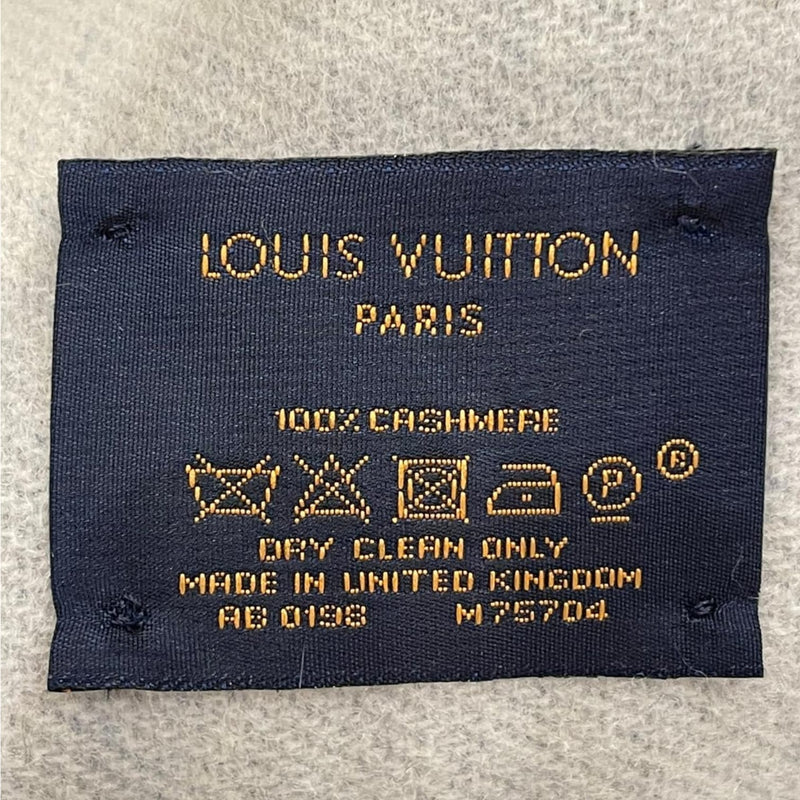 LOUIS VUITTON
PARIS
100% CASHMERE
P ®
DRY CLEAN ONLY
MADE IN UNITED KINGDOM
AB 0198 M75704